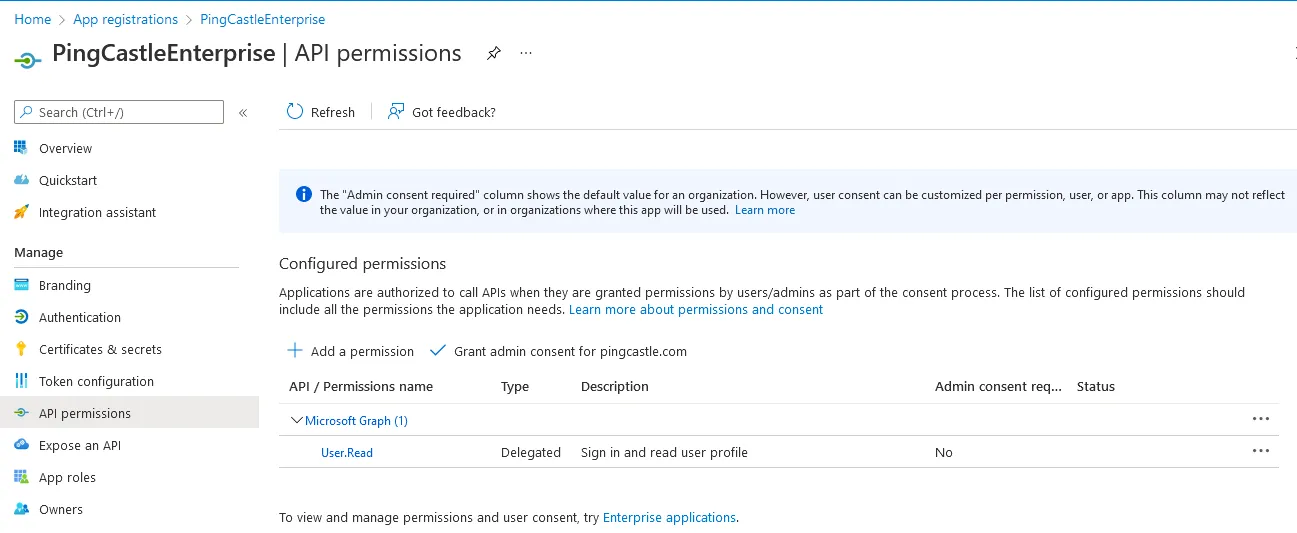 Home > App registrations > PingCastleEnterprise
PingCastleEnterprise | API permissions ...
Search (Ctrl+/) «
Overview
Quickstart
Integration assistant
Manage
Branding
Authentication
Certificates & secrets
Token configuration
API permissions
Expose an API
App roles
Owners
Refresh | Got feedback?
The "Admin consent required" column shows the default value for an organization. However, user consent can be customized per permission, user, or app. This column may not reflect
the value in your organization, or in organizations where this app will be used. Learn more
Configured permissions
Applications are authorized to call APIs when they are granted permissions by users/admins as part of the consent process. The list of configured permissions should
include all the permissions the application needs. Learn more about permissions and consent
Add a permission Grant admin consent for pingcastle.com
API / Permissions name Type Description Admin consent req... Status
Microsoft Graph (1) ...
User.Read Delegated Sign in and read user profile No ...
To view and manage permissions and user consent, try Enterprise applications.